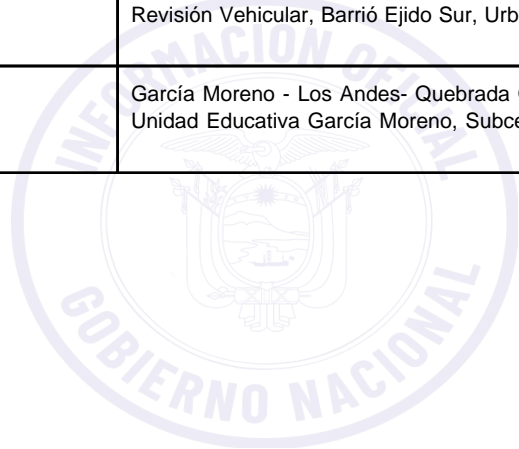 Revisión Vehicular, Barrió Ejido Sur, Urb
García Moreno - Los Andes- Quebrada
Unidad Educativa García Moreno, Subce
INFORMACION OFICIAL
GOBIERNO NACIONAL